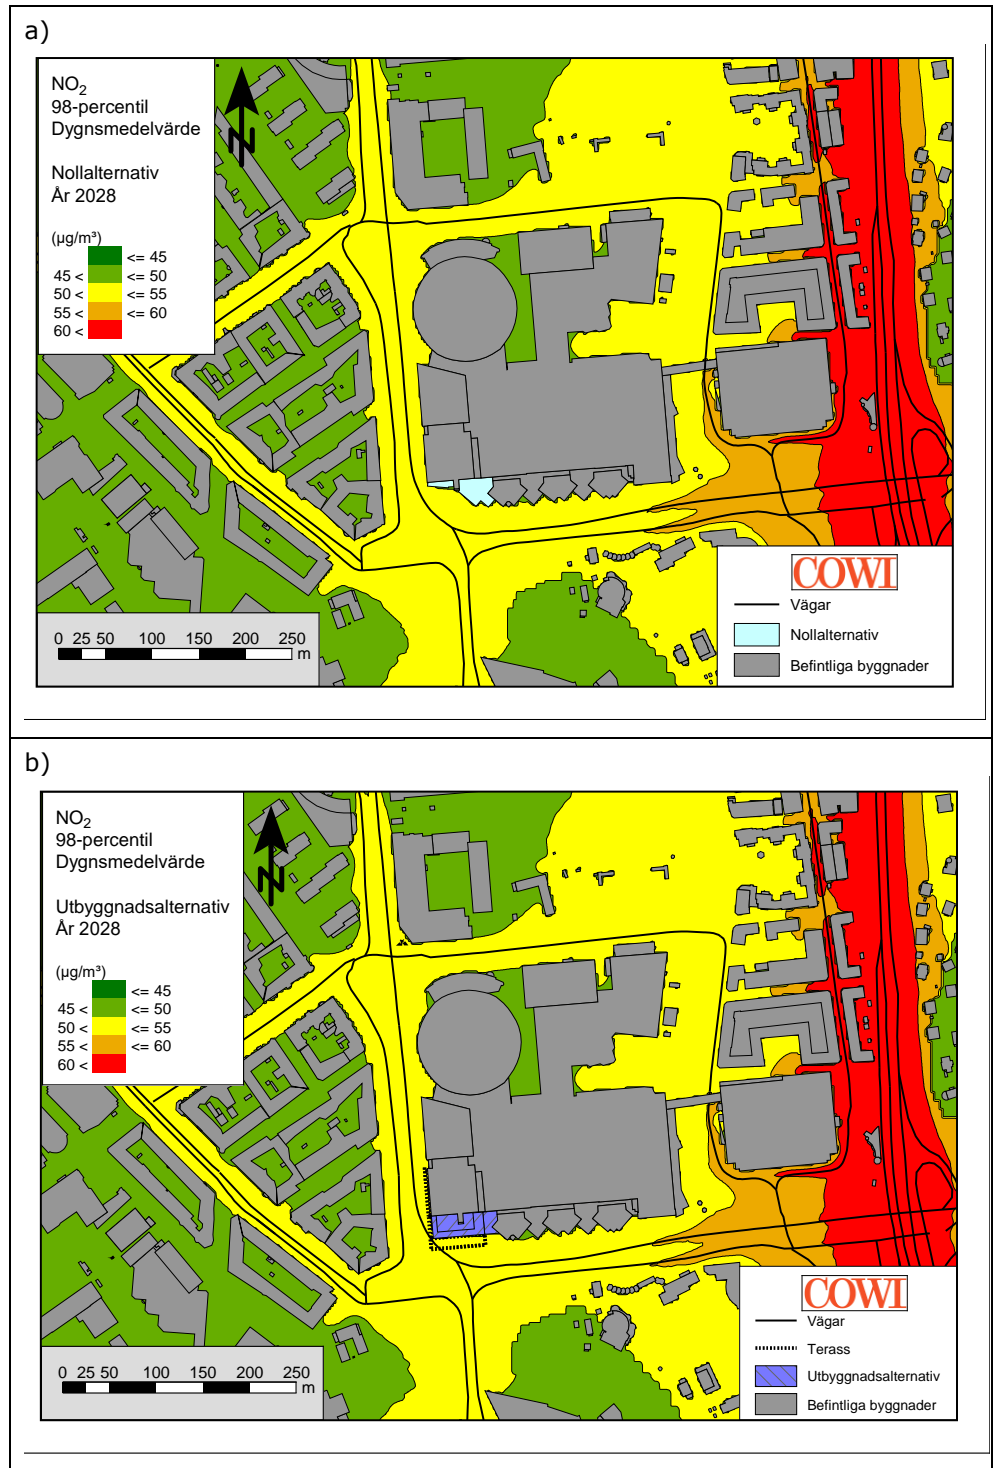 a)
NO2
98-percentil
Dygnsmedelvärde
Nollalternativ
År 2028
(µg/m³)
<= 45
45 < <= 50
50 < <= 55
55 < <= 60
60 <
N
0 25 50 100 150 200 250
m
COWI
Vägar
Nollalternativ
Befintliga byggnader
b)
NO2
98-percentil
Dygnsmedelvärde
Utbyggnadsalternativ
År 2028
(µg/m³)
<= 45
45 < <= 50
50 < <= 55
55 < <= 60
60 <
N
0 25 50 100 150 200 250
m
COWI
Vägar
Terass
Utbyggnadsalternativ
Befintliga byggnader